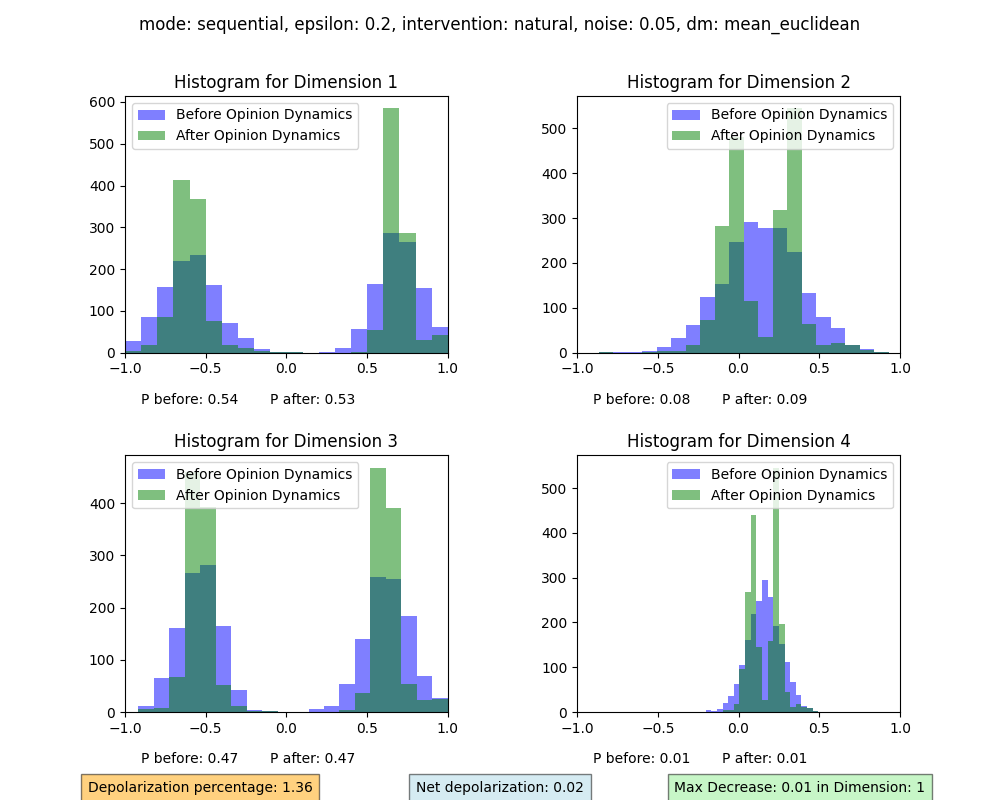 mode: sequential, epsilon: 0.2, intervention: natural, noise: 0.05, dm: mean_euclidean
Histogram for Dimension 1
Before Opinion Dynamics
After Opinion Dynamics
600
500
400
300
200
100
0
−1.0 −0.5 0.0 0.5 1.0
P before: 0.54 P after: 0.53
Histogram for Dimension 2
Before Opinion Dynamics
After Opinion Dynamics
500
400
300
200
100
0
−1.0 −0.5 0.0 0.5 1.0
P before: 0.08 P after: 0.09
Histogram for Dimension 3
Before Opinion Dynamics
After Opinion Dynamics
400
300
200
100
0
−1.0 −0.5 0.0 0.5 1.0
P before: 0.47 P after: 0.47
Histogram for Dimension 4
Before Opinion Dynamics
After Opinion Dynamics
500
400
300
200
100
0
−1.0 −0.5 0.0 0.5 1.0
P before: 0.01 P after: 0.01
Depolarization percentage: 1.36
Net depolarization: 0.02
Max Decrease: 0.01 in Dimension: 1